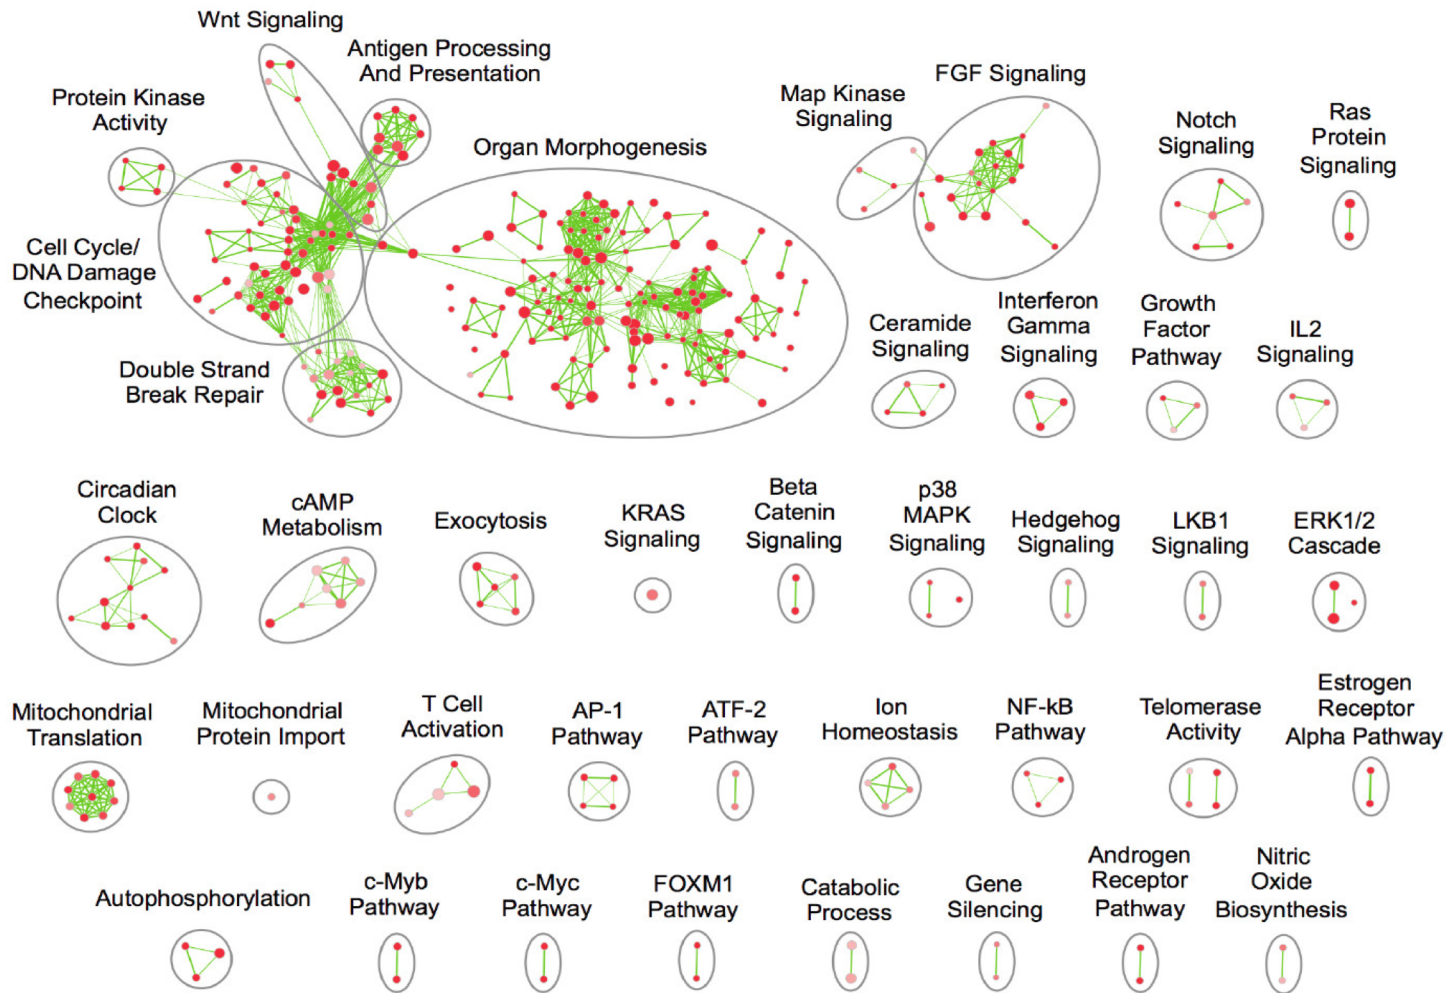 Wnt Signaling
Antigen Processing
And Presentation
Protein Kinase
Activity
Organ Morphogenesis
Cell Cycle/
DNA Damage
Checkpoint
Double Strand
Break Repair
Map Kinase
Signaling
FGF Signaling
Notch
Signaling
Ras
Protein
Signaling
Ceramide
Signaling
Interferon
Gamma
Signaling
Growth
Factor
Pathway
IL2
Signaling
Circadian
Clock
cAMP
Metabolism
Exocytosis
KRAS
Signaling
Beta
Catenin
Signaling
p38
MAPK
Signaling
Hedgehog
Signaling
LKB1
Signaling
ERK1/2
Cascade
Mitochondrial
Translation
Mitochondrial
Protein Import
T Cell
Activation
AP-1
Pathway
ATF-2
Pathway
Ion
Homeostasis
NF-kB
Pathway
Telomerase
Activity
Estrogen
Receptor
Alpha Pathway
Autophosphorylation
c-Myb
Pathway
c-Myc
Pathway
FOXM1
Pathway
Catabolic
Process
Gene
Silencing
Androgen
Receptor
Pathway
Nitric
Oxide
Biosynthesis